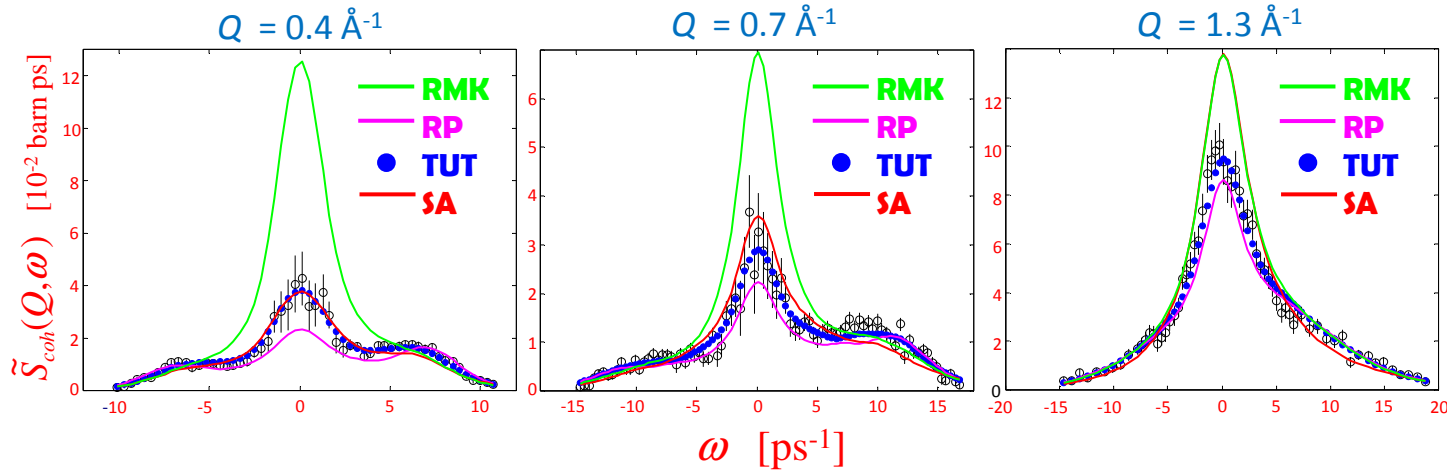 Q = 0.4 Å-1
Q = 0.7 Å-1
Q = 1.3 Å-1
S̃coh(Q,ω) [10-2 barn ps]
12
10
8
6
4
2
0
-10
-5
0
5
10
RMK
RP
TUT
SA
6
5
4
3
2
1
0
-15
-10
-5
0
5
10
15
RMK
RP
TUT
SA
12
10
8
6
4
2
0
-20
-15
-10
-5
0
5
10
15
20
RMK
RP
TUT
SA
ω [ps-1]